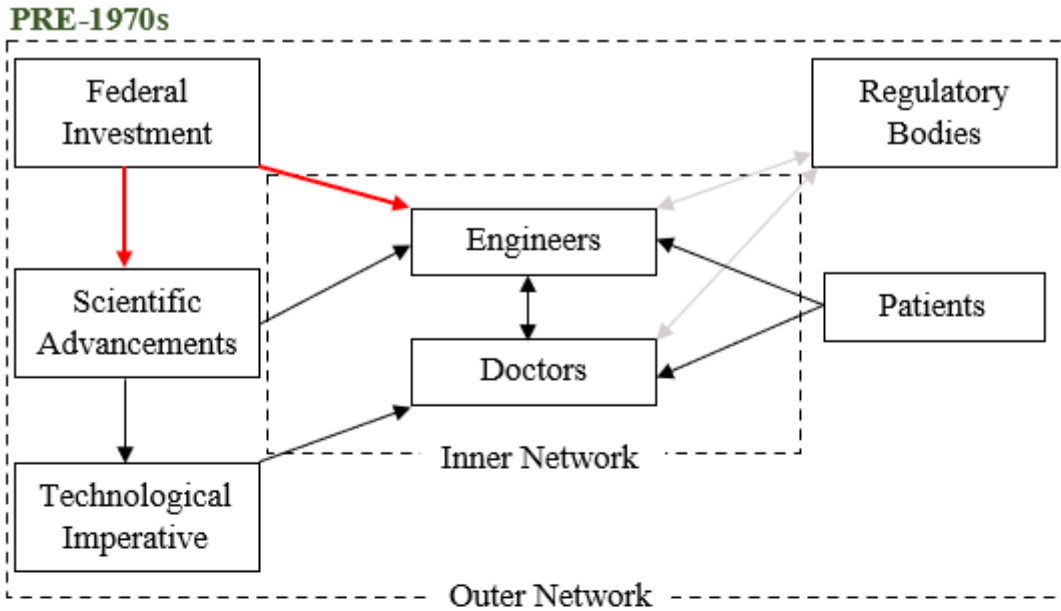 PRE-1970s
Federal
Investment
Regulatory
Bodies
Engineers
Scientific
Advancements
Patients
Doctors
Inner Network
Technological
Imperative
Outer Network